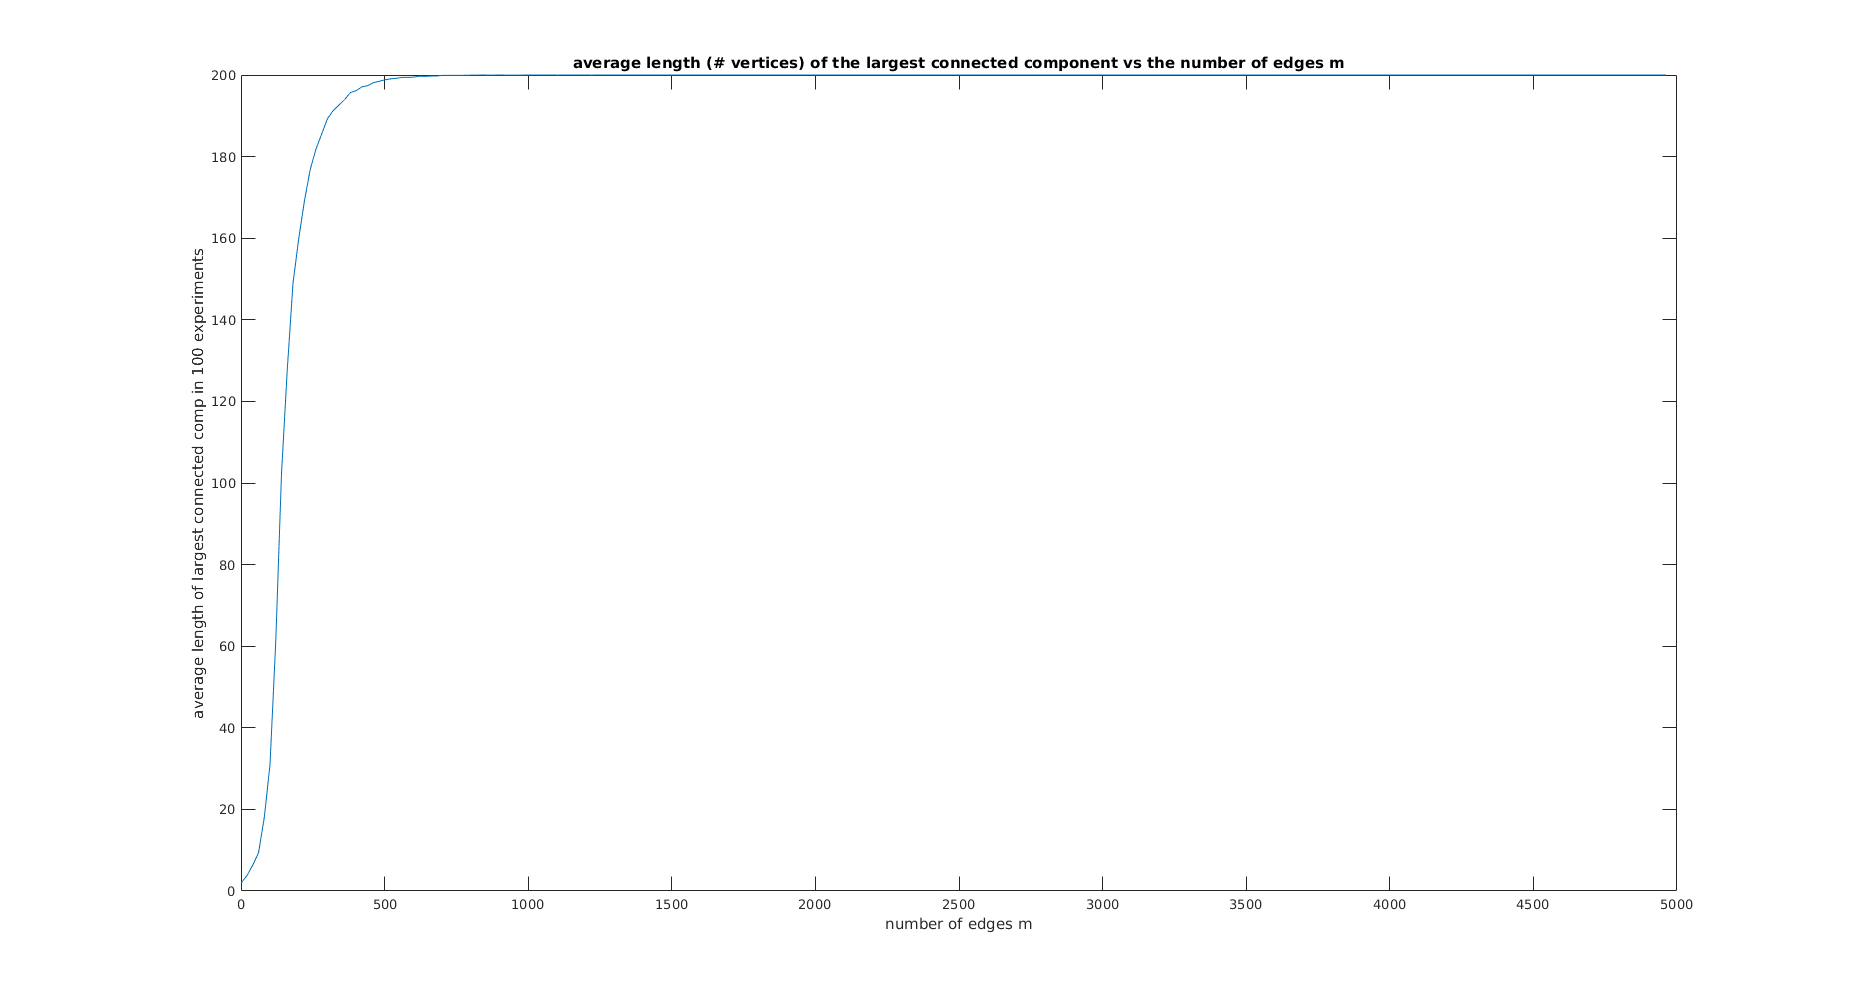 average length (# vertices) of the largest connected component vs the number of edges m
200
180
160
140
120
100
80
60
40
20
0
average length of largest connected comp in 100 experiments
0 500 1000 1500 2000 2500 3000 3500 4000 4500 5000
number of edges m